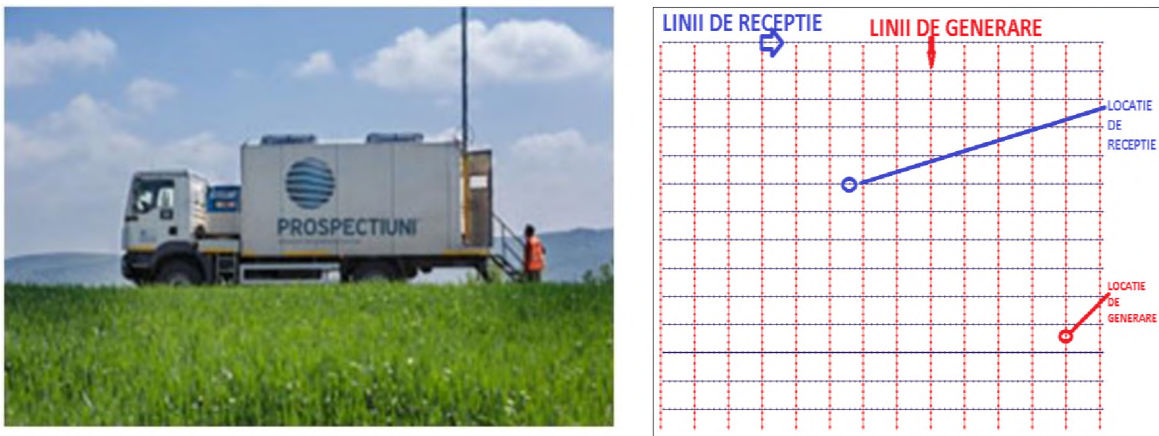 PROSPECTIUNI
LINII DE RECEPTIE
LINII DE GENERARE
LOCATIE
DE
RECEPTIE
LOCATIE
DE
GENERARE